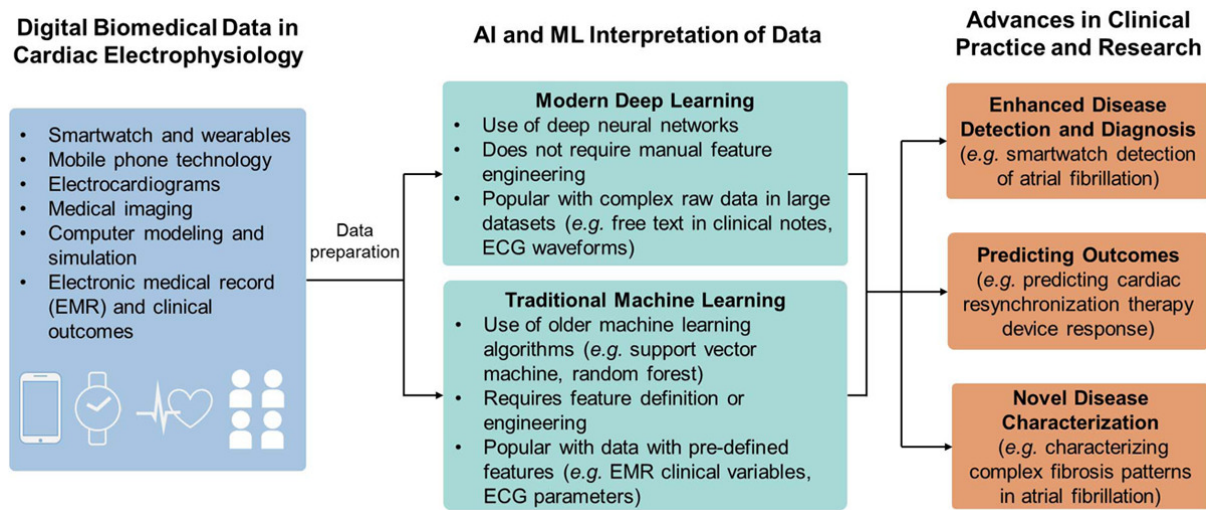 Digital Biomedical Data in
Cardiac Electrophysiology
• Smartwatch and wearables
• Mobile phone technology
• Electrocardiograms
• Medical imaging
• Computer modeling and
simulation
• Electronic medical record
(EMR) and clinical
outcomes
Data
preparation
AI and ML Interpretation of Data
Modern Deep Learning
• Use of deep neural networks
• Does not require manual feature
engineering
• Popular with complex raw data in large
datasets (e.g. free text in clinical notes,
ECG waveforms)
Traditional Machine Learning
• Use of older machine learning
algorithms (e.g. support vector
machine, random forest)
• Requires feature definition or
engineering
• Popular with data with pre-defined
features (e.g. EMR clinical variables,
ECG parameters)
Advances in Clinical
Practice and Research
Enhanced Disease
Detection and Diagnosis
(e.g. smartwatch detection
of atrial fibrillation)
Predicting Outcomes
(e.g. predicting cardiac
resynchronization therapy
device response)
Novel Disease
Characterization
(e.g. characterizing
complex fibrosis patterns
in atrial fibrillation)